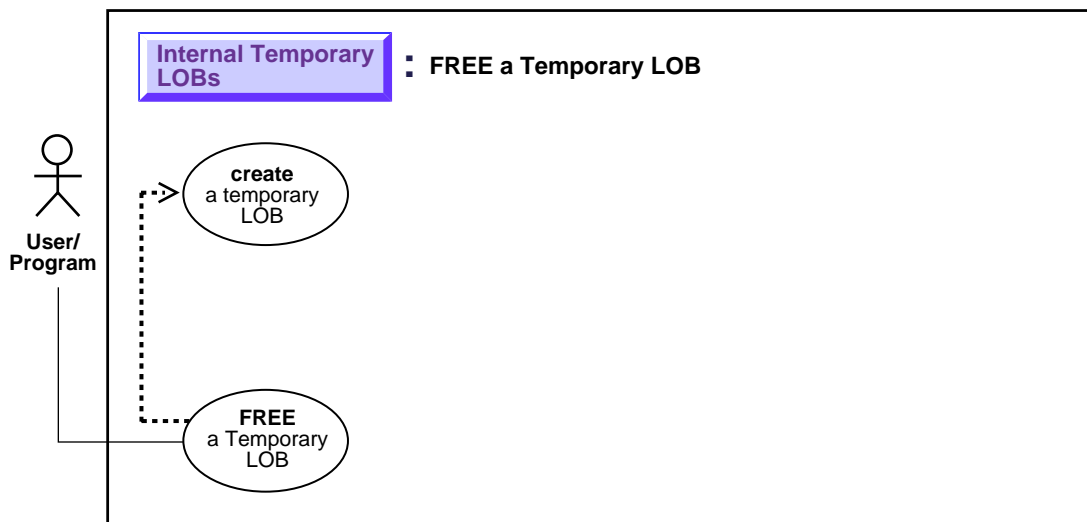 Internal Temporary
LOBs
: FREE a Temporary LOB
create
a temporary
LOB
User/
Program
FREE
a Temporary
LOB